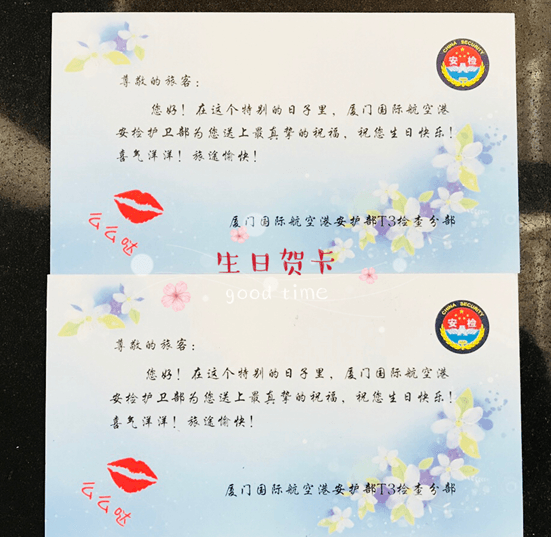 CHINA SECURITY
安检
尊敬的旅客：
您好！在这个特别的日子里，厦门国际航空港
安检护卫部为您送上最真挚的祝福，祝您生日快乐！
喜气洋洋！旅途愉快！
么么哒
厦门国际航空港安护部T3检查分部
生日贺卡
good time
CHINA SECURITY
安检
尊敬的旅客：
您好！在这个特别的日子里，厦门国际航空港
安检护卫部为您送上最真挚的祝福，祝您生日快乐！
喜气洋洋！旅途愉快！
么么哒
厦门国际航空港安护部T3检查分部